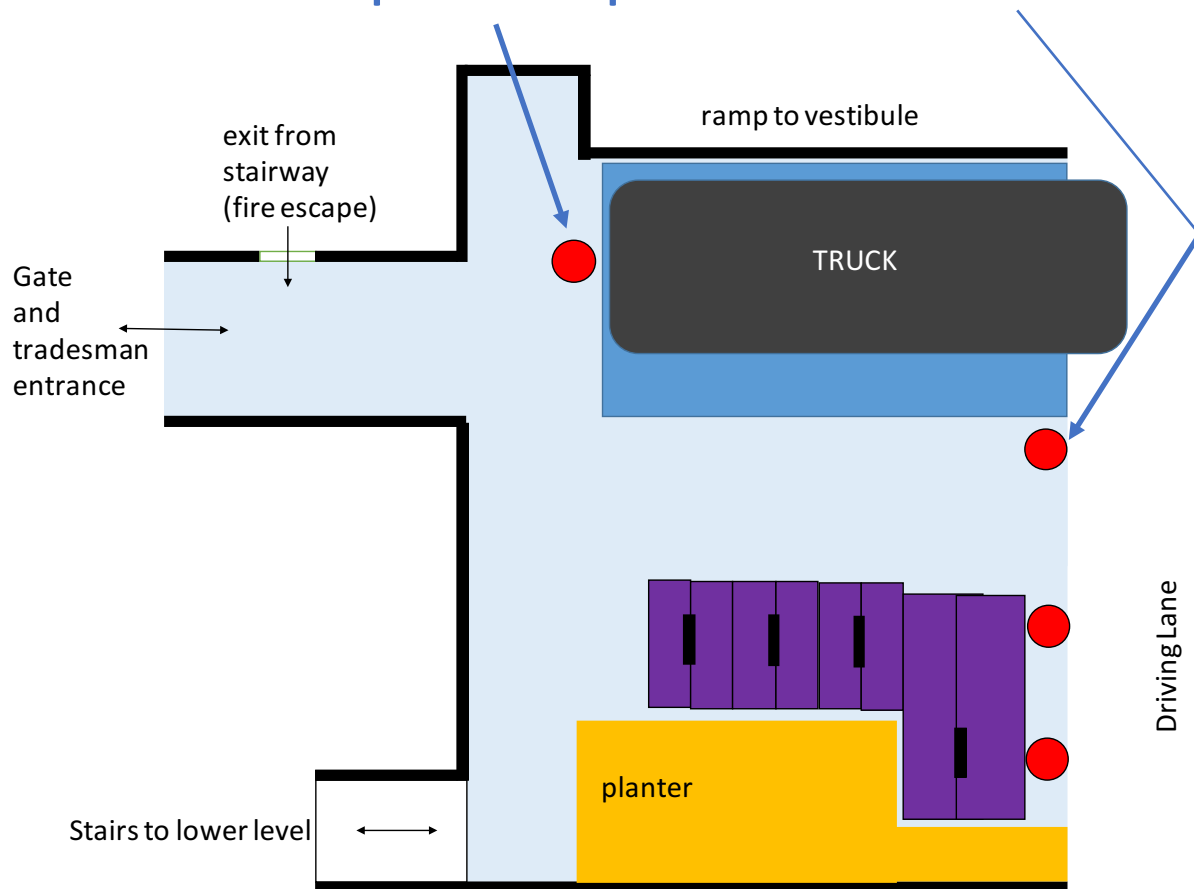 ramp to vestibule
exit from
stairway
(fire escape)
TRUCK
Gate
and
tradesman
entrance
Driving Lane
planter
Stairs to lower level